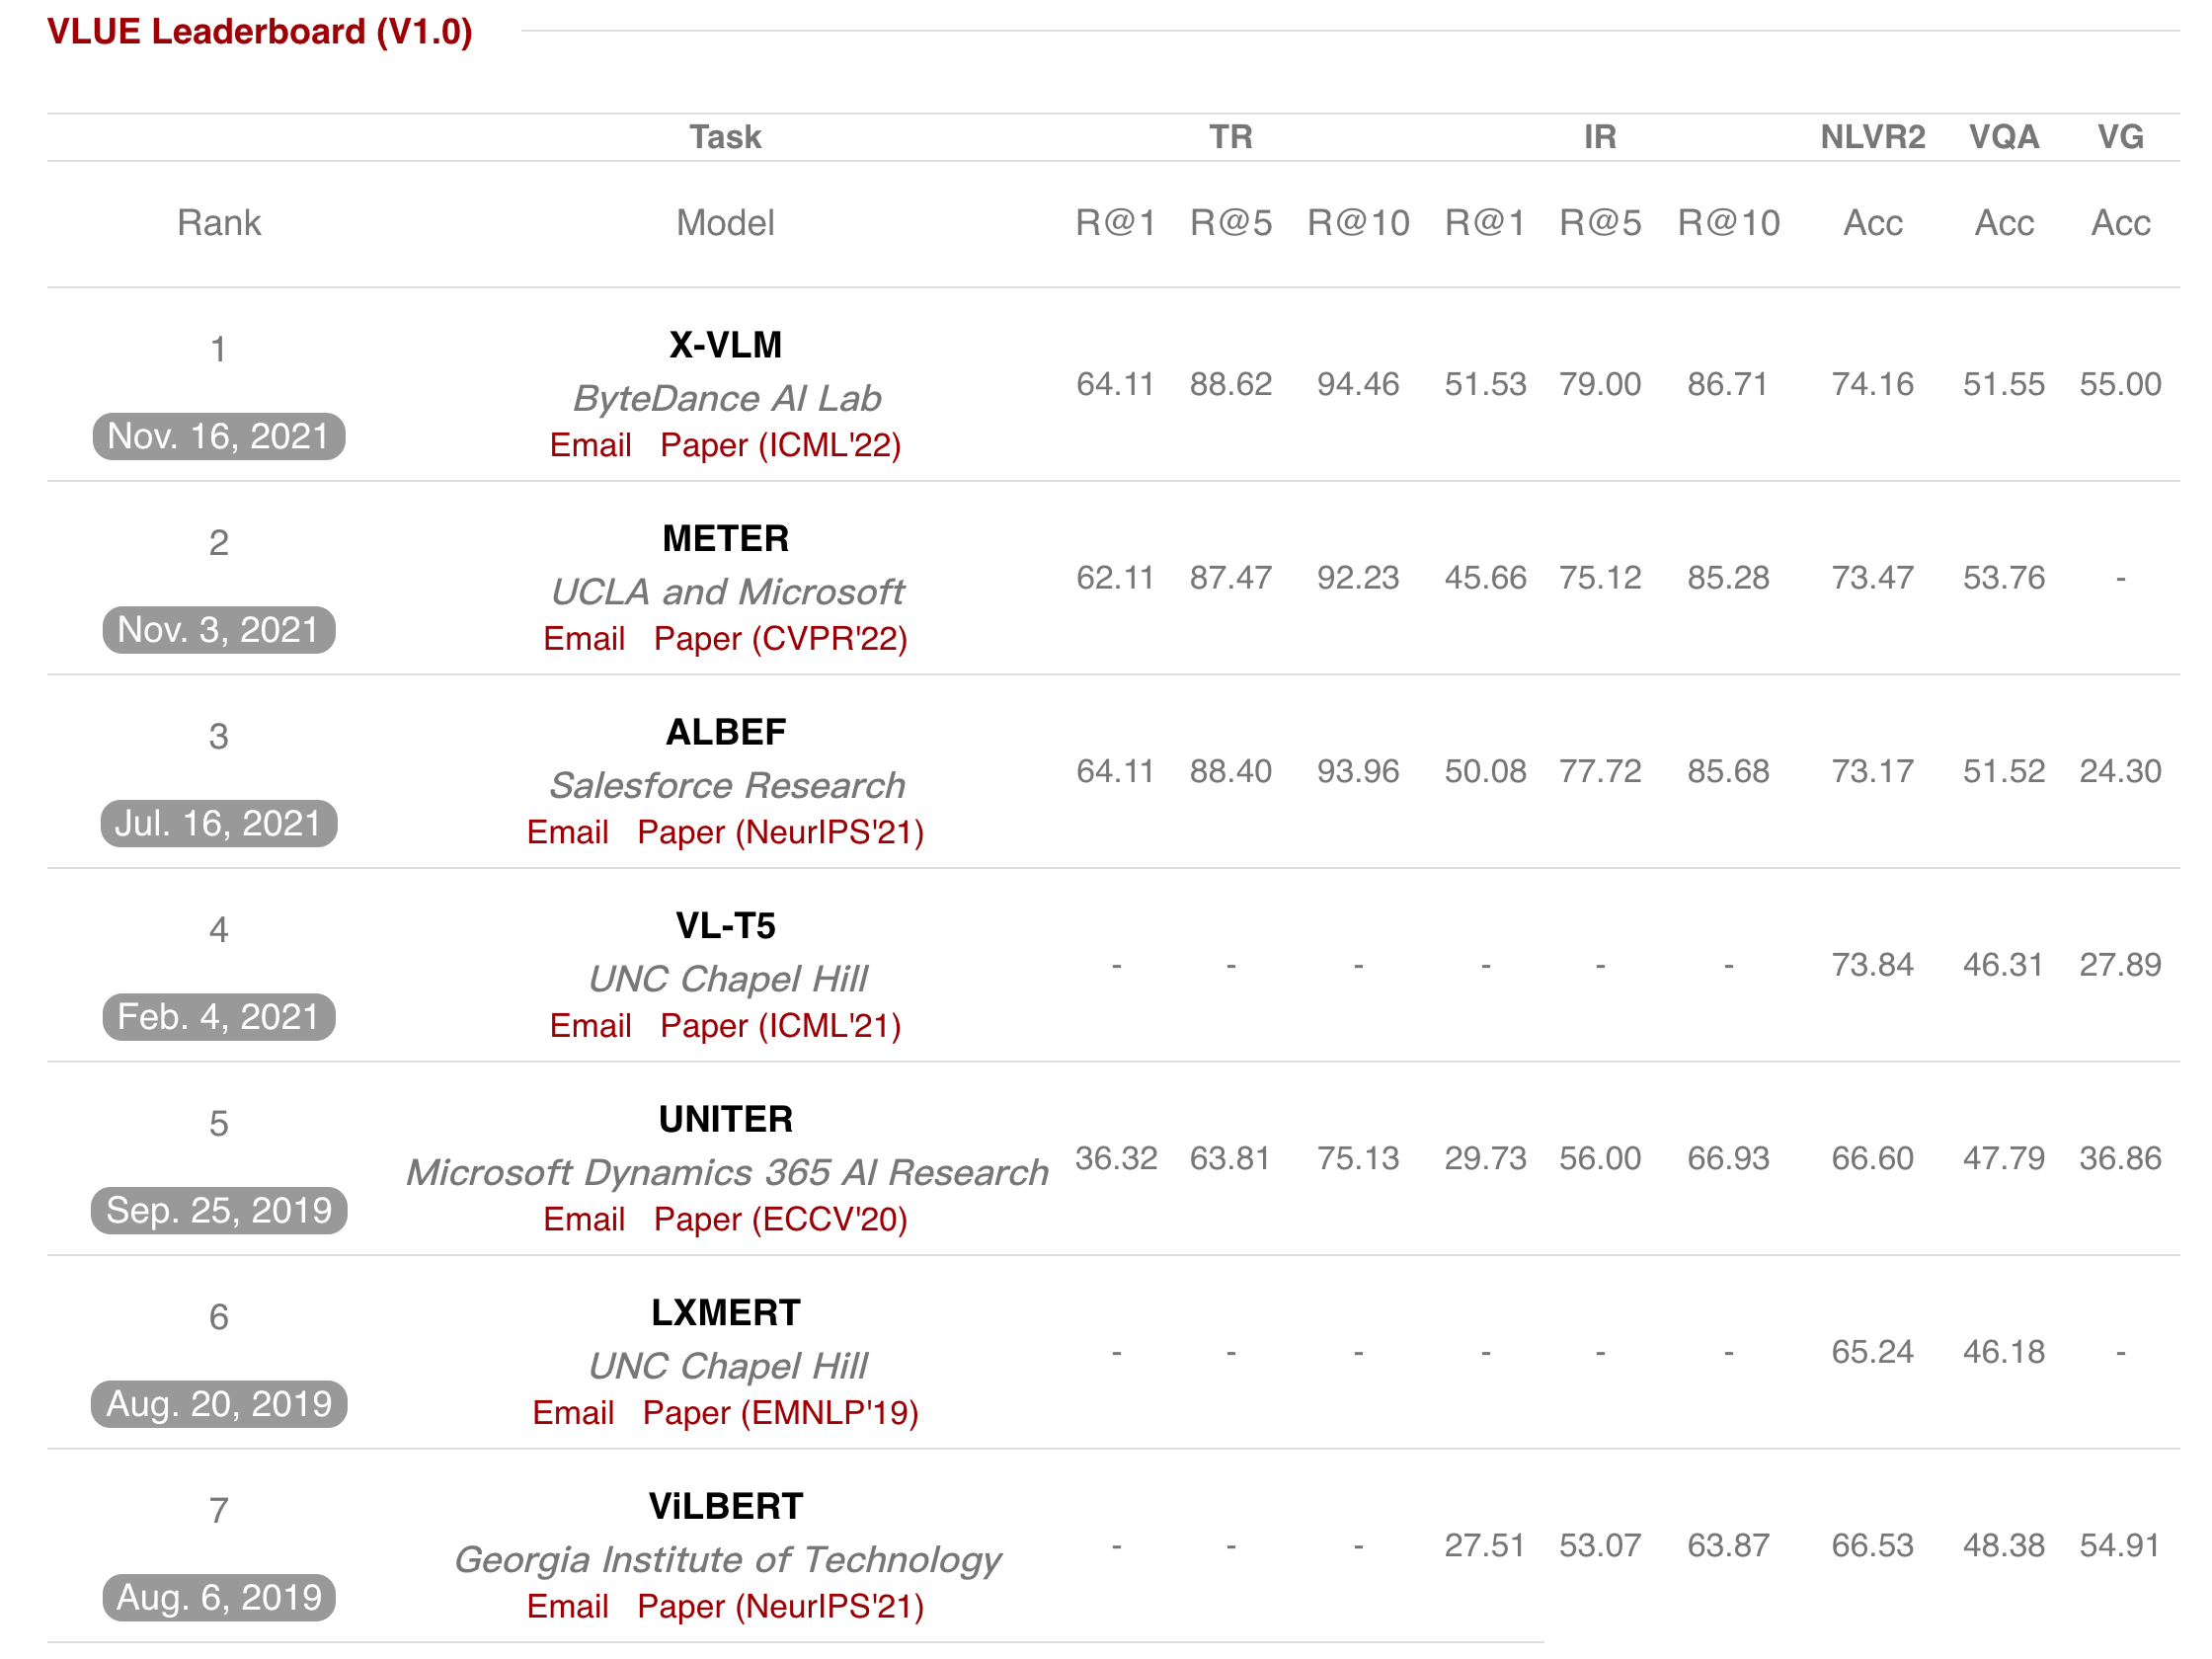 VLUE Leaderboard (V1.0)
Task TR IR NLVR2 VQA VG
Rank Model R@1 R@5 R@10 R@1 R@5 R@10 Acc Acc Acc
1 X-VLM
ByteDance AI Lab 64.11 88.62 94.46 51.53 79.00 86.71 74.16 51.55 55.00
Nov. 16, 2021 Email Paper (ICML'22)
2 METER
UCLA and Microsoft 62.11 87.47 92.23 45.66 75.12 85.28 73.47 53.76 -
Nov. 3, 2021 Email Paper (CVPR'22)
3 ALBEF
Salesforce Research 64.11 88.40 93.96 50.08 77.72 85.68 73.17 51.52 24.30
Jul. 16, 2021 Email Paper (NeurIPS'21)
4 VL-T5
UNC Chapel Hill - - - - - - 73.84 46.31 27.89
Feb. 4, 2021 Email Paper (ICML'21)
5 UNITER
Microsoft Dynamics 365 AI Research 36.32 63.81 75.13 29.73 56.00 66.93 66.60 47.79 36.86
Sep. 25, 2019 Email Paper (ECCV'20)
6 LXMERT
UNC Chapel Hill - - - - - - 65.24 46.18 -
Aug. 20, 2019 Email Paper (EMNLP'19)
7 ViLBERT
Georgia Institute of Technology - - - 27.51 53.07 63.87 66.53 48.38 54.91
Aug. 6, 2019 Email Paper (NeurIPS'21)